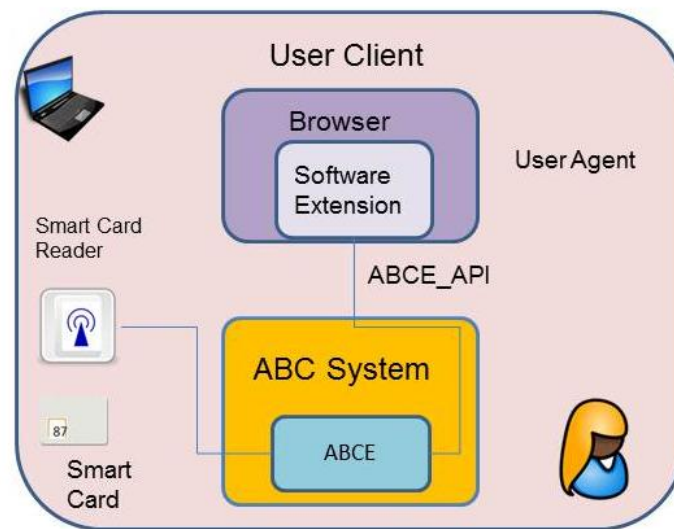 User Client
Browser
Software
Extension
User Agent
Smart Card
Reader
ABCE_API
ABC System
ABCE
87
Smart
Card